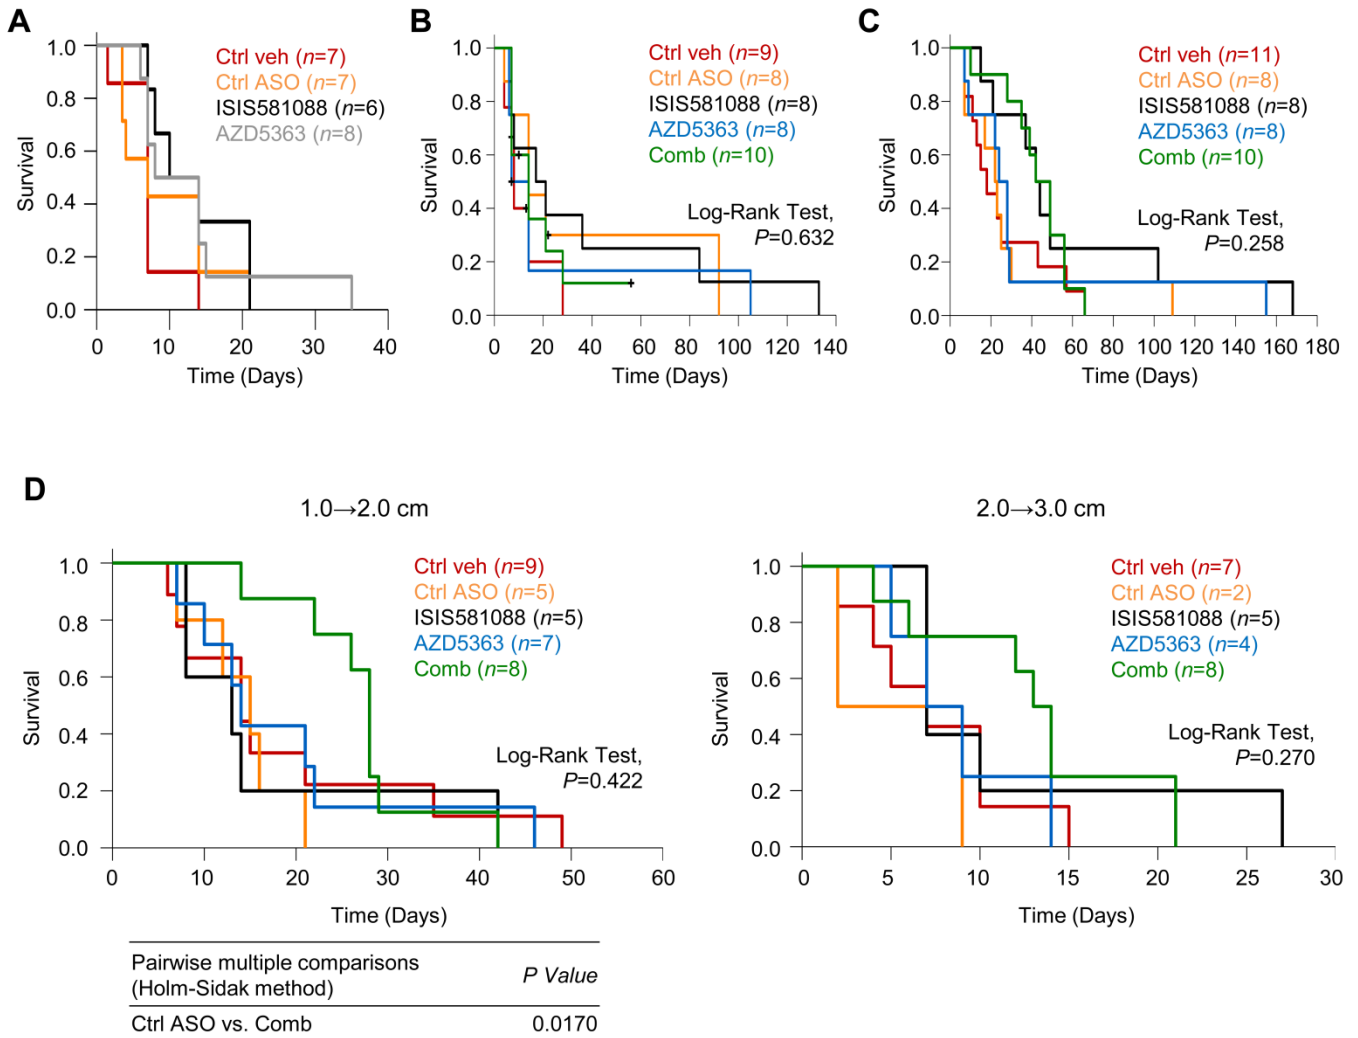 A
1.0
0.8
0.6
0.4
0.2
0.0
Survival
0
10
20
30
40
Time (Days)
Ctrl veh (n=7)
Ctrl ASO (n=7)
ISIS581088 (n=6)
AZD5363 (n=8)
B
1.0
0.8
0.6
0.4
0.2
0.0
Survival
0
20
40
60
80
100
120
140
Time (Days)
Ctrl veh (n=9)
Ctrl ASO (n=8)
ISIS581088 (n=8)
AZD5363 (n=8)
Comb (n=10)
Log-Rank Test,
P=0.632
C
1.0
0.8
0.6
0.4
0.2
0.0
Survival
0
20
40
60
80
100
120
140
160
180
Time (Days)
Ctrl veh (n=11)
Ctrl ASO (n=8)
ISIS581088 (n=8)
AZD5363 (n=8)
Comb (n=10)
Log-Rank Test,
P=0.258
D
1.0→2.0 cm
1.0
0.8
0.6
0.4
0.2
0.0
Survival
0
10
20
30
40
50
60
Time (Days)
Ctrl veh (n=9)
Ctrl ASO (n=5)
ISIS581088 (n=5)
AZD5363 (n=7)
Comb (n=8)
Log-Rank Test,
P=0.422
Pairwise multiple comparisons
(Holm-Sidak method)
P Value
Ctrl ASO vs. Comb
0.0170
2.0→3.0 cm
1.0
0.8
0.6
0.4
0.2
0.0
Survival
0
5
10
15
20
25
30
Time (Days)
Ctrl veh (n=7)
Ctrl ASO (n=2)
ISIS581088 (n=5)
AZD5363 (n=4)
Comb (n=8)
Log-Rank Test,
P=0.270